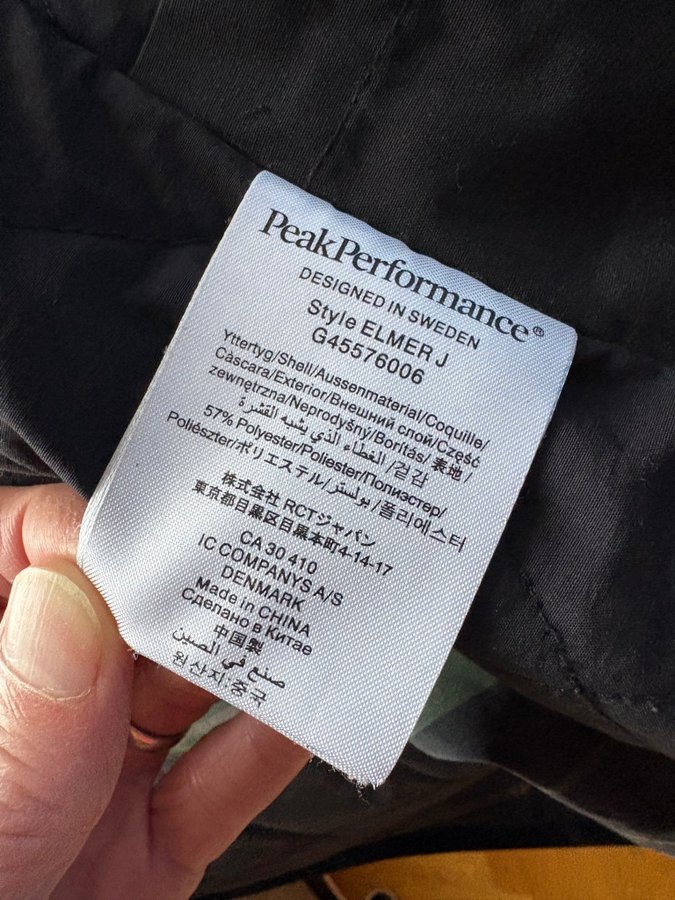 PeakPerformance®
DESIGNED IN SWEDEN
Style ELMER J
G45576006
Yttertyg/Shell/Aussenmaterial/Coquille/
Càscara/Exterior/Внешний слой/Część
zewnętrzna/Neprodyšný/Borítás/ 表地 /
الغطاء الذي يشبه القشرة /겉감
57% Polyester/Poliester/Полиэстер/
Poliészter/ポリエステル/بولستر/폴리에스터
株式会社 RCTジャパン
東京都目黒区目黒本町4-14-17
CA 30 410
IC COMPANYS A/S
DENMARK
Made in CHINA
Сделано в Китае
中国製
صنع في الصين
원산지:중국